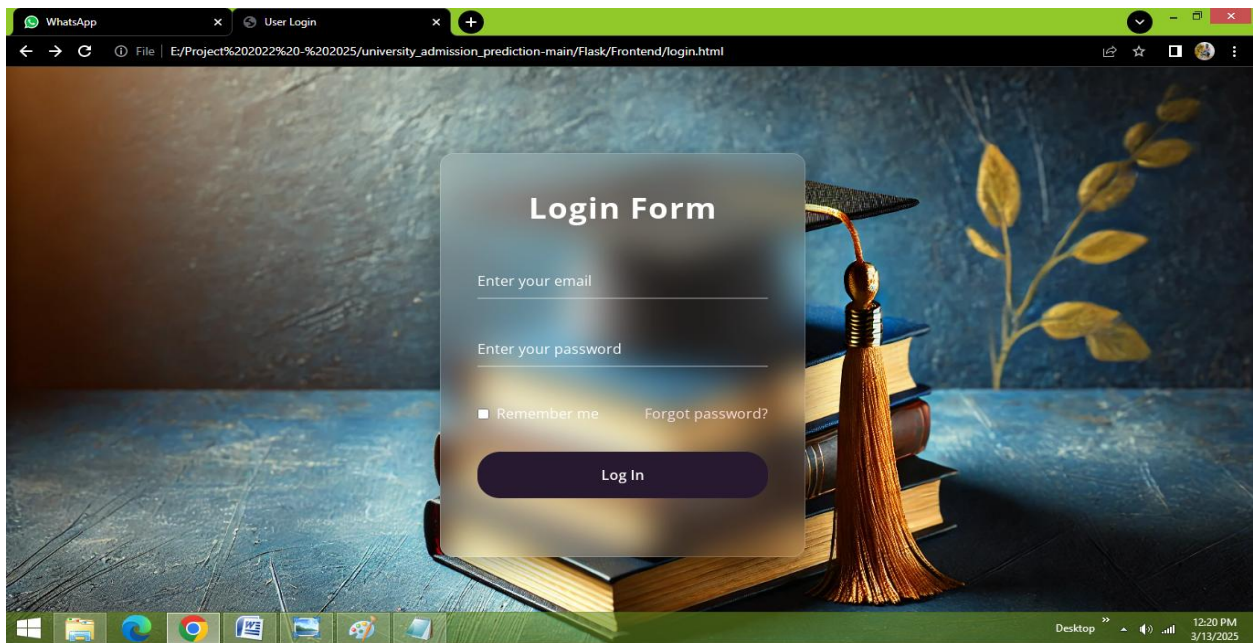 WhatsApp
User Login
File
E:/Project%202022%20-%202025/university_admission_prediction-main/Flask/Frontend/login.html
Login Form
Enter your email
Enter your password
Remember me Forgot password?
Log In
Desktop
12:20 PM
3/13/2025